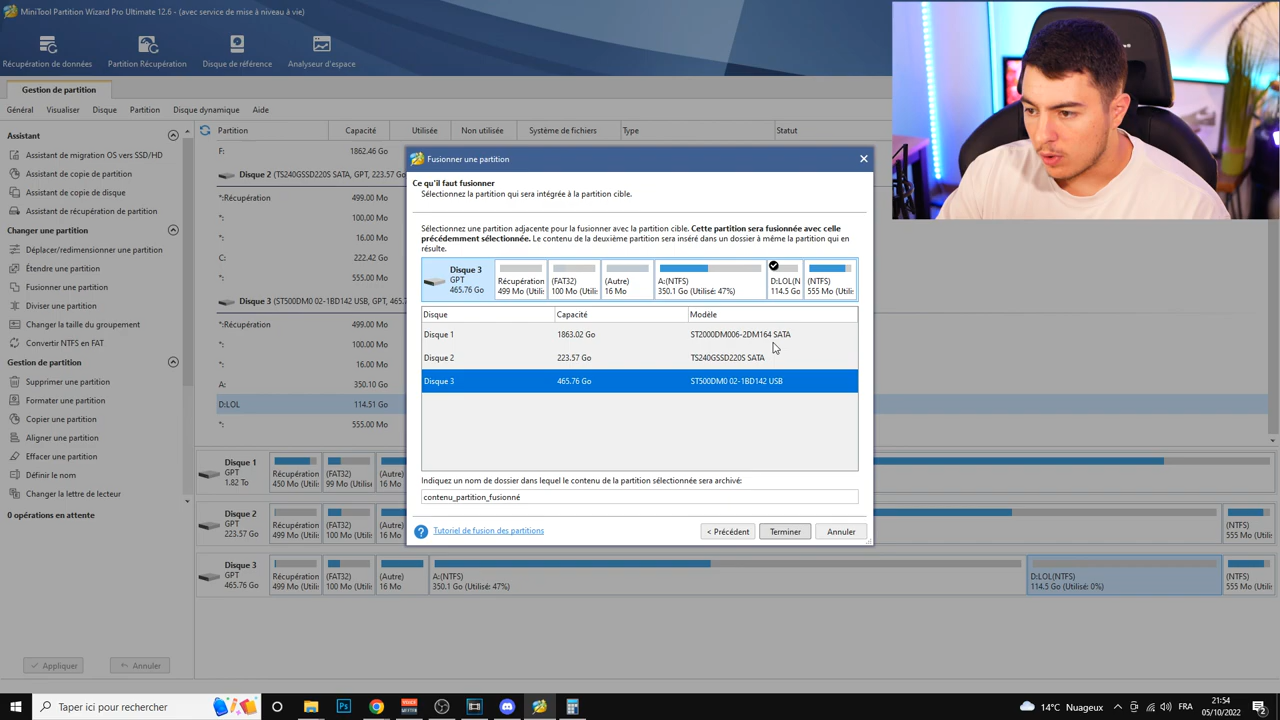 MiniTool Partition Wizard Pro Ultimate 12.6 - (avec service de mise à niveau à vie)
Récupération de données
Partition Récupération
Disque de référence
Analyseur d'espace
Gestion de partition
Général
Visualiser
Disque
Partition
Disque dynamique
Aide
Assistant
Assistant de migration OS vers SSD/HD
Assistant de copie de partition
Assistant de copie de disque
Assistant de récupération de partition
Changer une partition
Déplacer/redimensionner une partition
Étendre une partition
Fusionner une partition
Diviser une partition
Changer la taille du groupement
Convertir NTFS en FAT
Gestion de partition
Supprimer une partition
Formater une partition
Copier une partition
Aligner une partition
Effacer une partition
Définir le nom
Changer la lettre de lecteur
0 opérations en attente
Appliquer
Annuler
Partition Capacité Utilisée Non utilisée Système de fichiers Type Statut
F: 1862.46 Go
Disque 2 (TS240GSSD220S SATA, GPT, 223.57 Go
*:Récupération 499.00 Mo
*: 100.00 Mo
*: 16.00 Mo
C: 222.42 Go
*: 555.00 Mo
Disque 3 (ST500DM0 02-1BD142 USB, GPT, 465.7
*:Récupération 499.00 Mo
*: 100.00 Mo
*: 16.00 Mo
A: 350.10 Go
D:LOL 114.51 Go
*: 555.00 Mo
Fusionner une partition
Ce qu'il faut fusionner
Sélectionnez la partition qui sera intégrée à la partition cible.
Sélectionnez une partition adjacente pour la fusionner avec la partition cible. Cette partition sera fusionnée avec celle
précédemment sélectionnée. Le contenu de la deuxième partition sera inséré dans un dossier à même la partition qui en
résulte.
Disque 3
GPT
465.76 Go
Récupération
499 Mo (Utilis
(FAT32)
100 Mo (Utilis
(Autre)
16 Mo
A:(NTFS)
350.1 Go (Utilisé: 47%)
D:LOL(N
114.5 Go
(NTFS)
555 Mo (Utilis
Disque Capacité Modèle
Disque 1 1863.02 Go ST2000DM006-2DM164 SATA
Disque 2 223.57 Go TS240GSSD220S SATA
Disque 3 465.76 Go ST500DM0 02-1BD142 USB
Indiquez un nom de dossier dans lequel le contenu de la partition sélectionnée sera archivé:
contenu_partition_fusionné
Tutoriel de fusion des partitions
< Précédent
Terminer
Annuler
Disque 1
GPT
1.82 To
Récupération
450 Mo (Utilis
(FAT32)
99 Mo (Utilis
(Autre)
16 Mo
Disque 2
GPT
223.57 Go
Récupération
499 Mo (Utilis
(FAT32)
100 Mo (Utilis
(Autre)
16 Mo
(NTFS)
555 Mo (Utilis
Disque 3
GPT
465.76 Go
Récupération
499 Mo (Utilis
(FAT32)
100 Mo (Utilis
(Autre)
16 Mo
A:(NTFS)
350.1 Go (Utilisé: 47%)
D:LOL(NTFS)
114.5 Go (Utilisé: 0%)
(NTFS)
555 Mo (Utilis
Taper ici pour rechercher
Ps
14°C Nuageux
FRA
21:54
05/10/2022
2